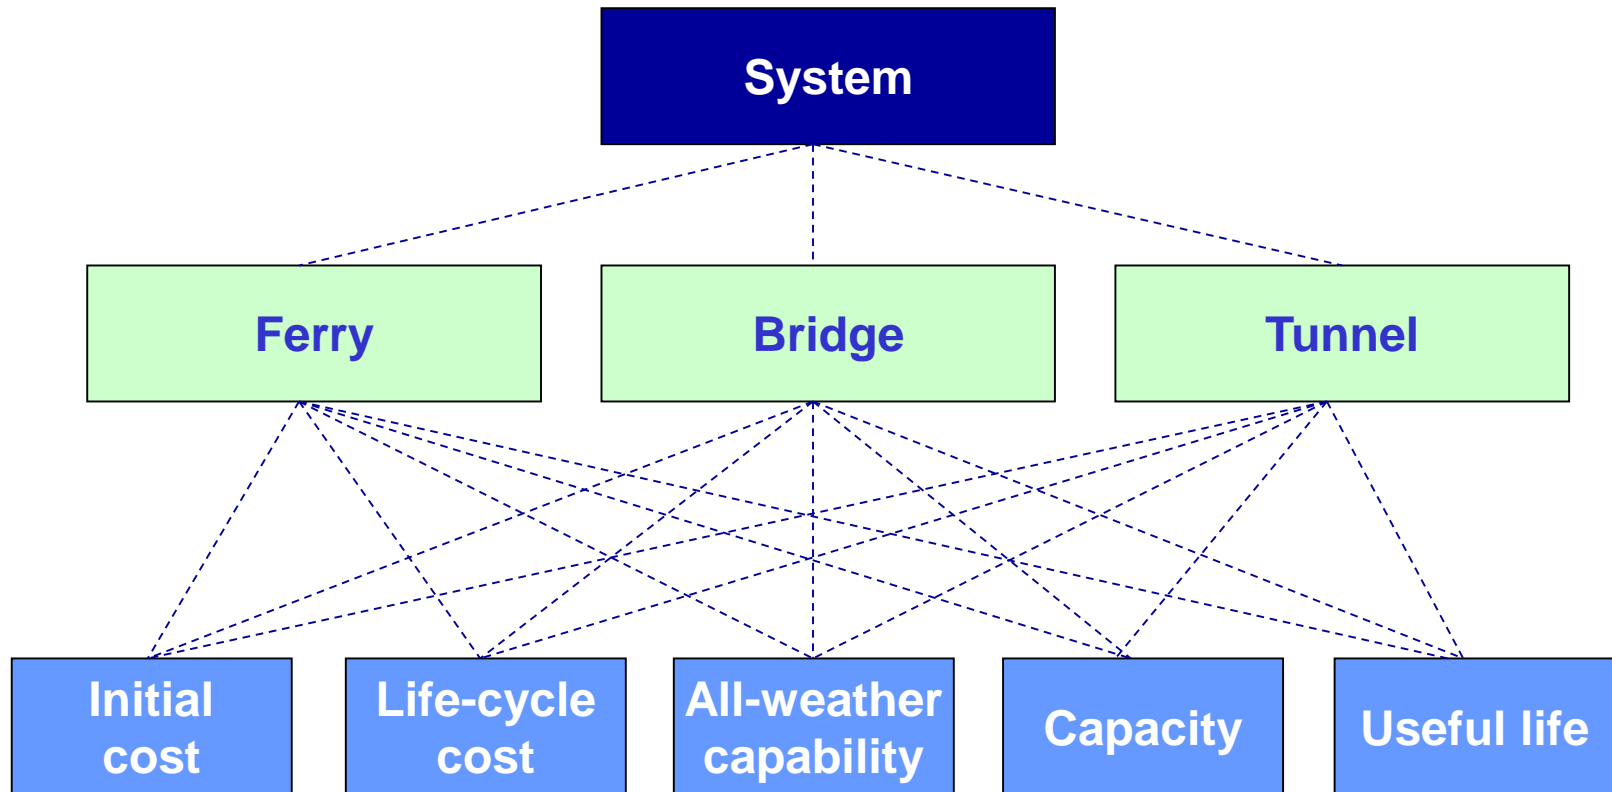 System
Ferry
Bridge
Tunnel
Initial
cost
Life-cycle
cost
All-weather
capability
Capacity
Useful life